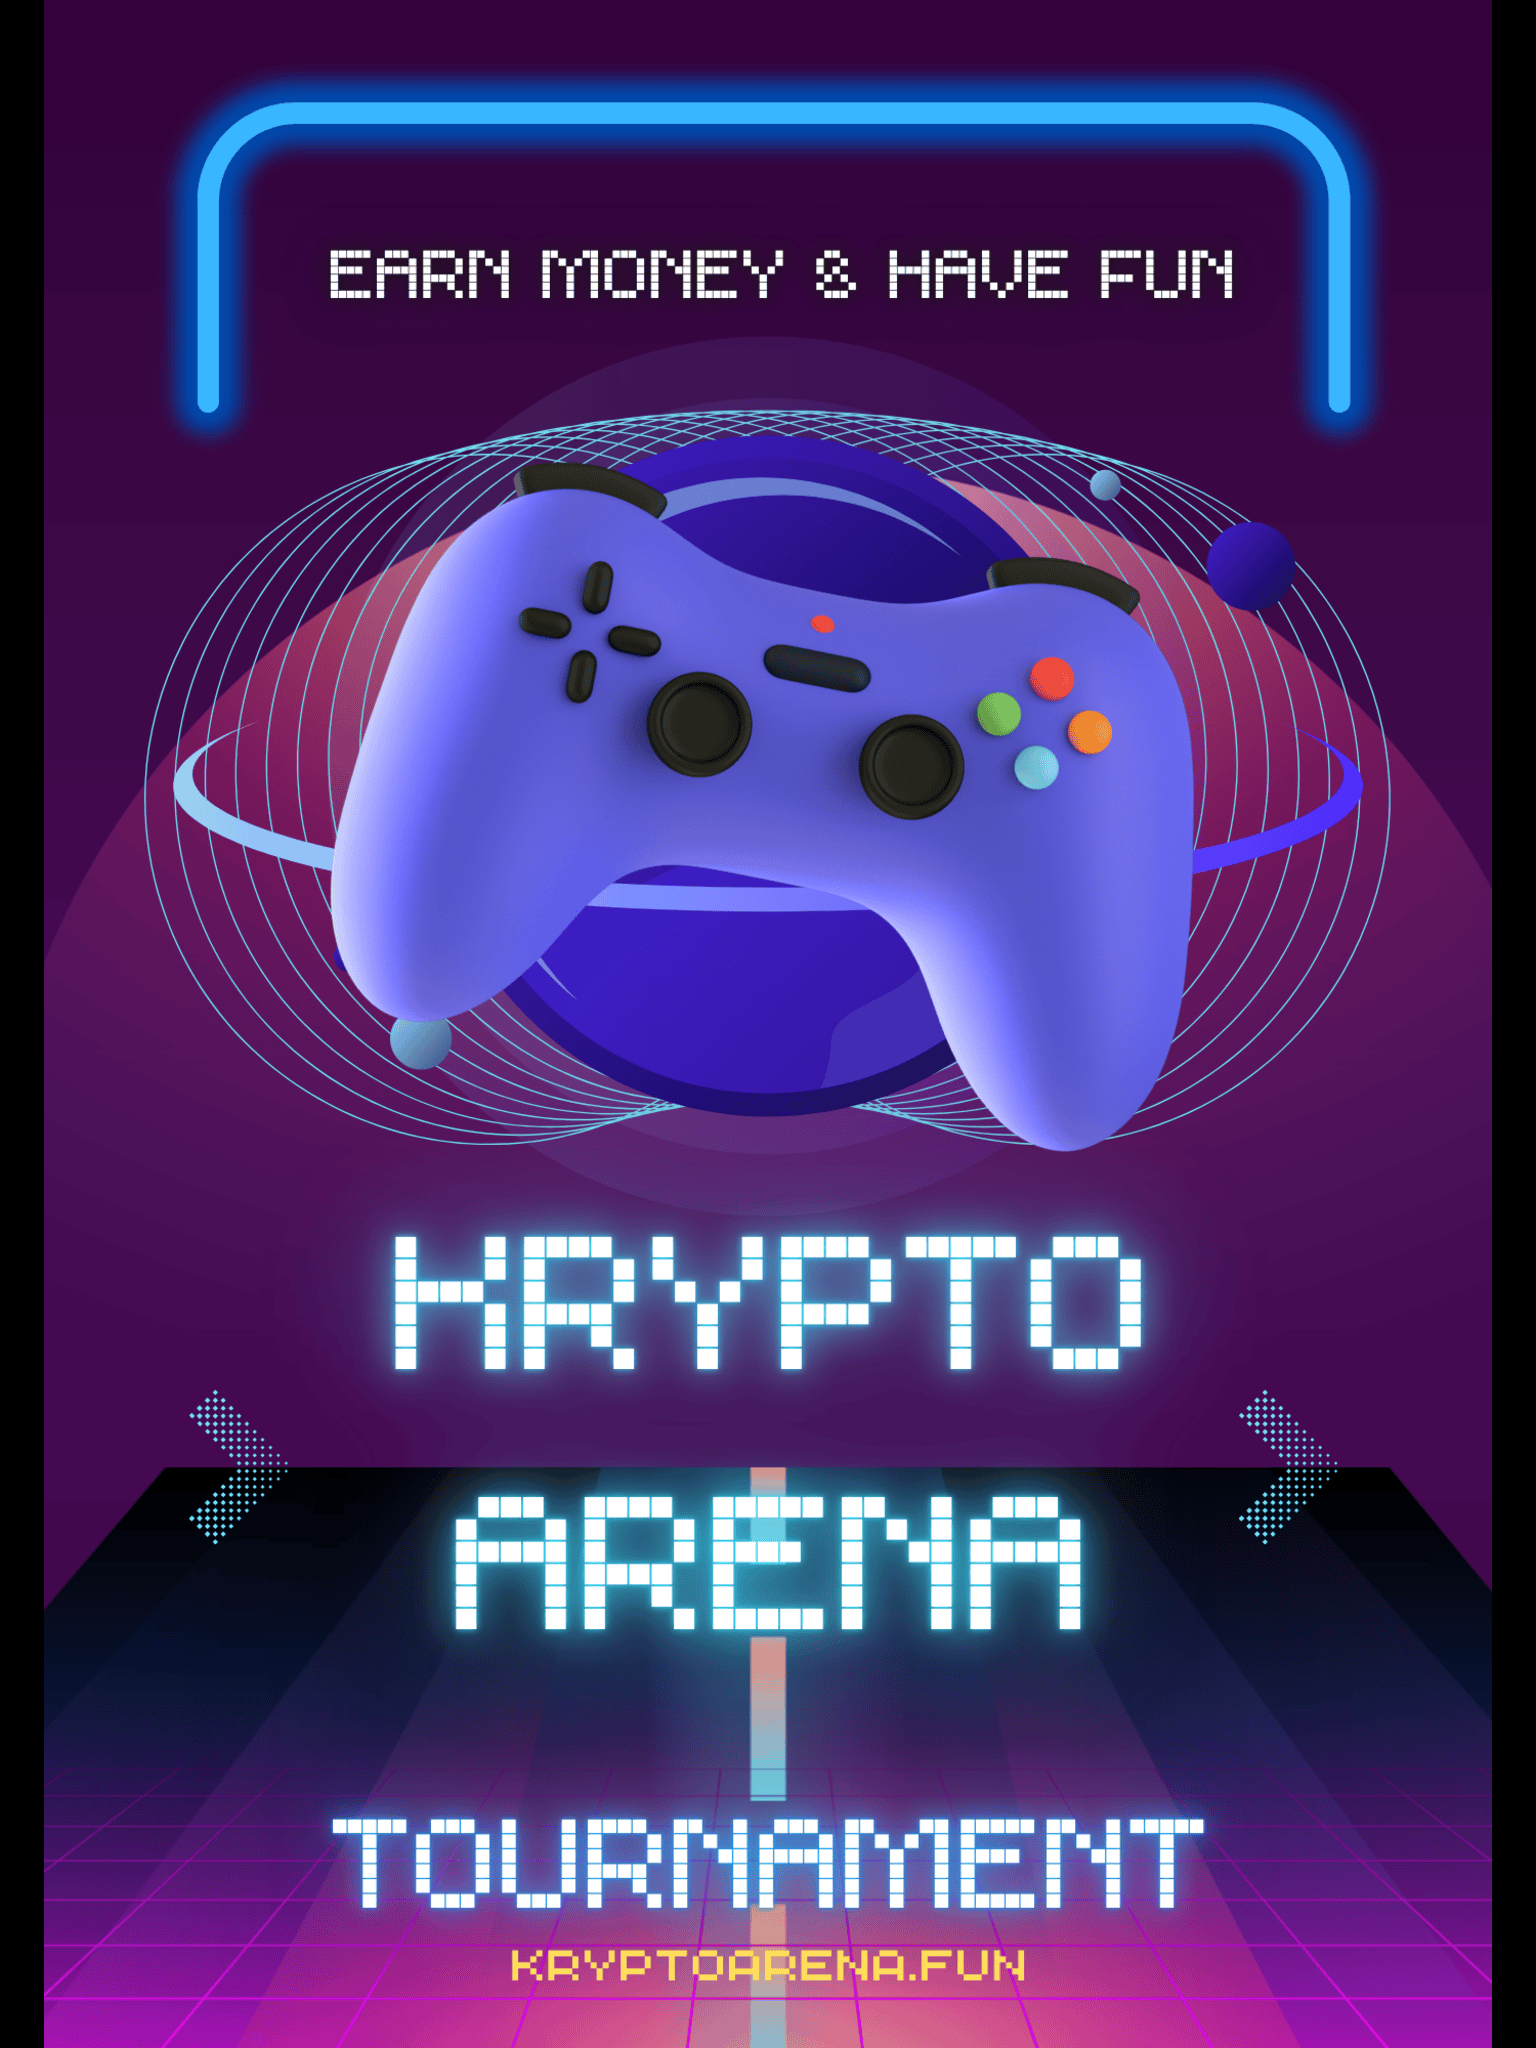 EARN MONEY & HAVE FUN
KRYPTO
ARENA
TOURNAMENT
KRYPTOARENA.FUN